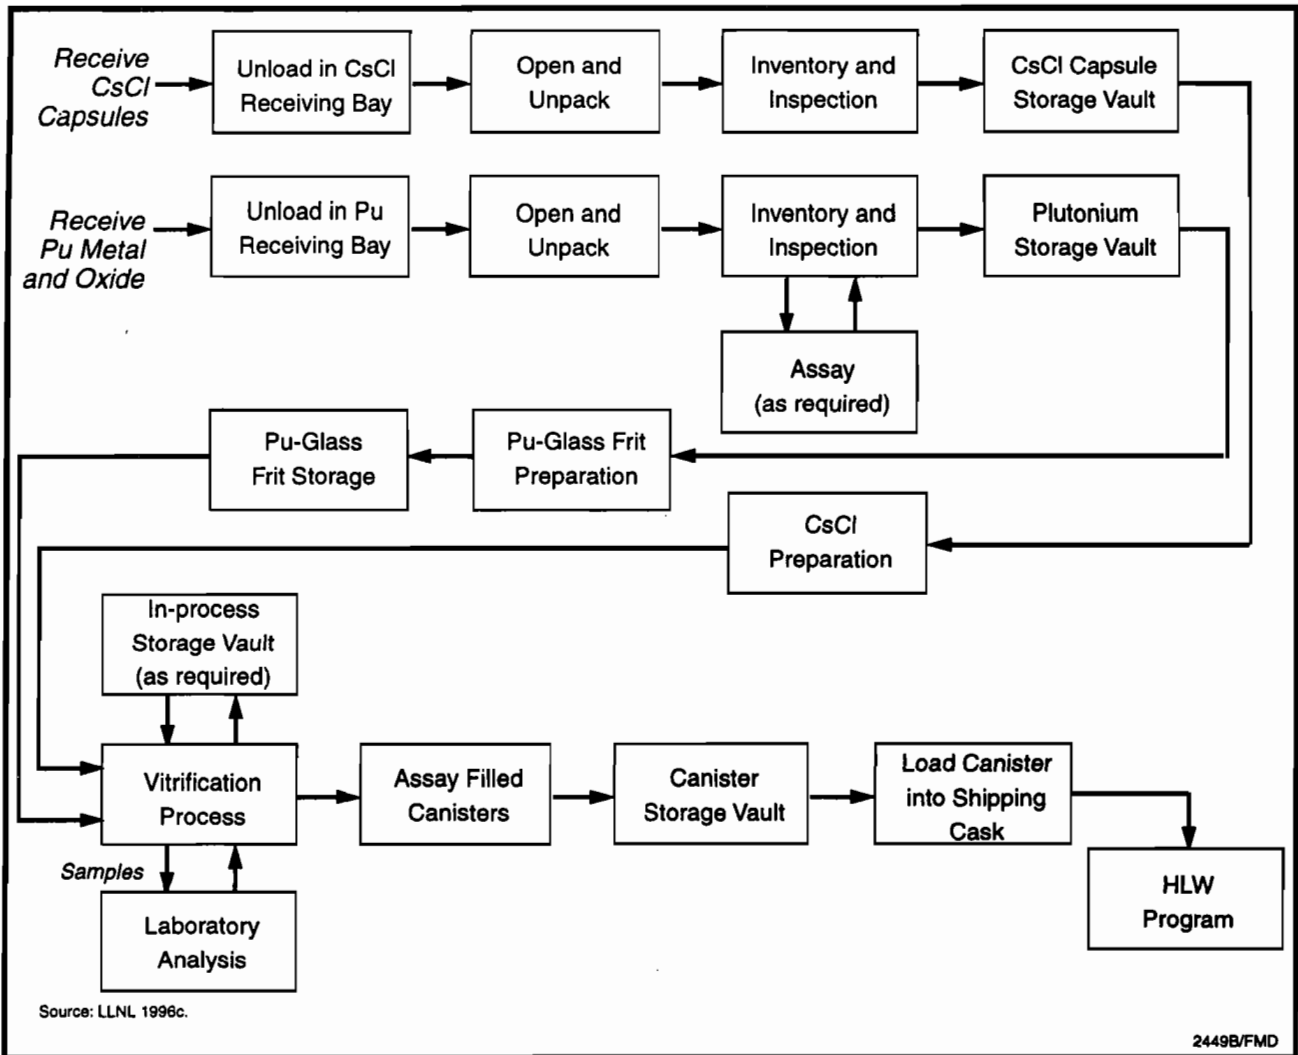 Receive
CsCl
Capsules
Unload in CsCl
Receiving Bay
Open and
Unpack
Inventory and
Inspection
CsCl Capsule
Storage Vault
Receive
Pu Metal
and Oxide
Unload in Pu
Receiving Bay
Open and
Unpack
Inventory and
Inspection
Plutonium
Storage Vault
Assay
(as required)
Pu-Glass
Frit Storage
Pu-Glass Frit
Preparation
CsCl
Preparation
In-process
Storage Vault
(as required)
Vitrification
Process
Assay Filled
Canisters
Canister
Storage Vault
Load Canister
into Shipping
Cask
Samples
Laboratory
Analysis
HLW
Program
Source: LLNL 1996c.
2449B/FMD